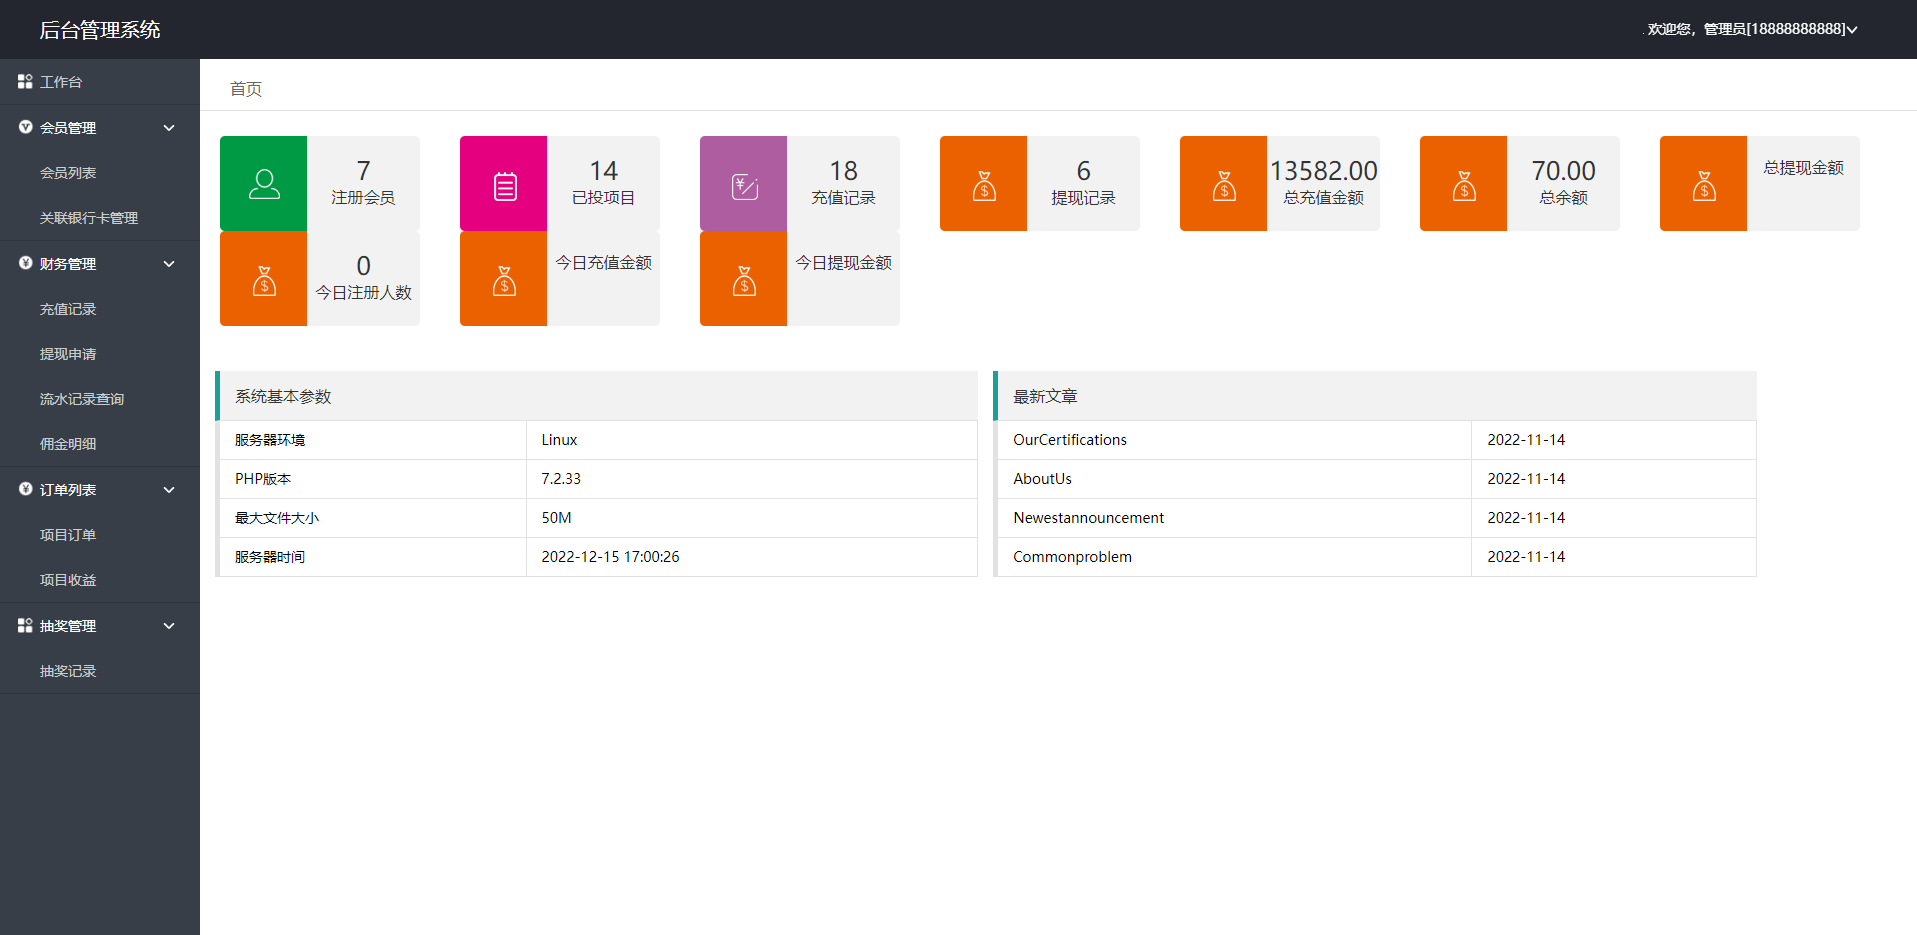 后台管理系统
欢迎您，管理员[18888888888]
工作台
会员管理
会员列表
关联银行卡管理
财务管理
充值记录
提现申请
流水记录查询
佣金明细
订单列表
项目订单
项目收益
抽奖管理
抽奖记录
首页
7
注册会员
14
已投项目
18
充值记录
6
提现记录
13582.00
总充值金额
70.00
总余额
总提现金额
0
今日注册人数
今日充值金额
今日提现金额
系统基本参数
服务器环境 Linux
PHP版本 7.2.33
最大文件大小 50M
服务器时间 2022-12-15 17:00:26
最新文章
OurCertifications 2022-11-14
AboutUs 2022-11-14
Newestannouncement 2022-11-14
Commonproblem 2022-11-14